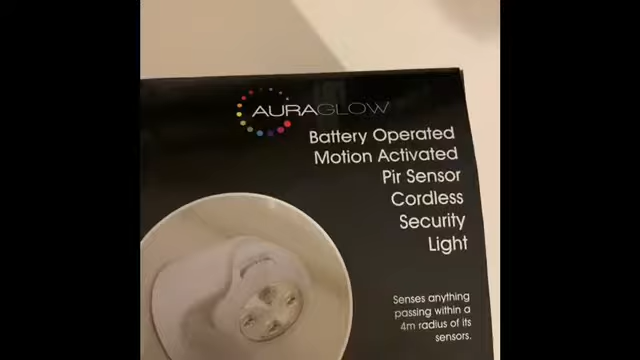 AURAGLOW
Battery Operated
Motion Activated
Pir Sensor
Cordless
Security
Light
Senses anything
passing within a
4m radius of its
sensors.